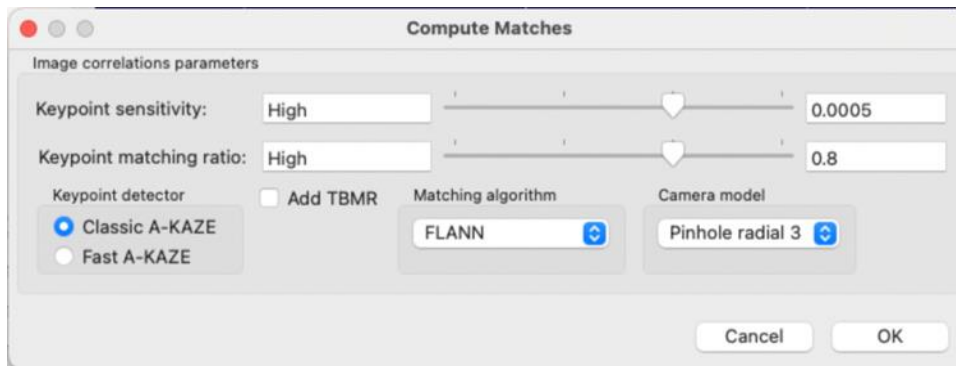 Compute Matches
Image correlations parameters
Keypoint sensitivity: High 0.0005
Keypoint matching ratio: High 0.8
Keypoint detector
Classic A-KAZE
Fast A-KAZE
Add TBMR
Matching algorithm
FLANN
Camera model
Pinhole radial 3
Cancel OK